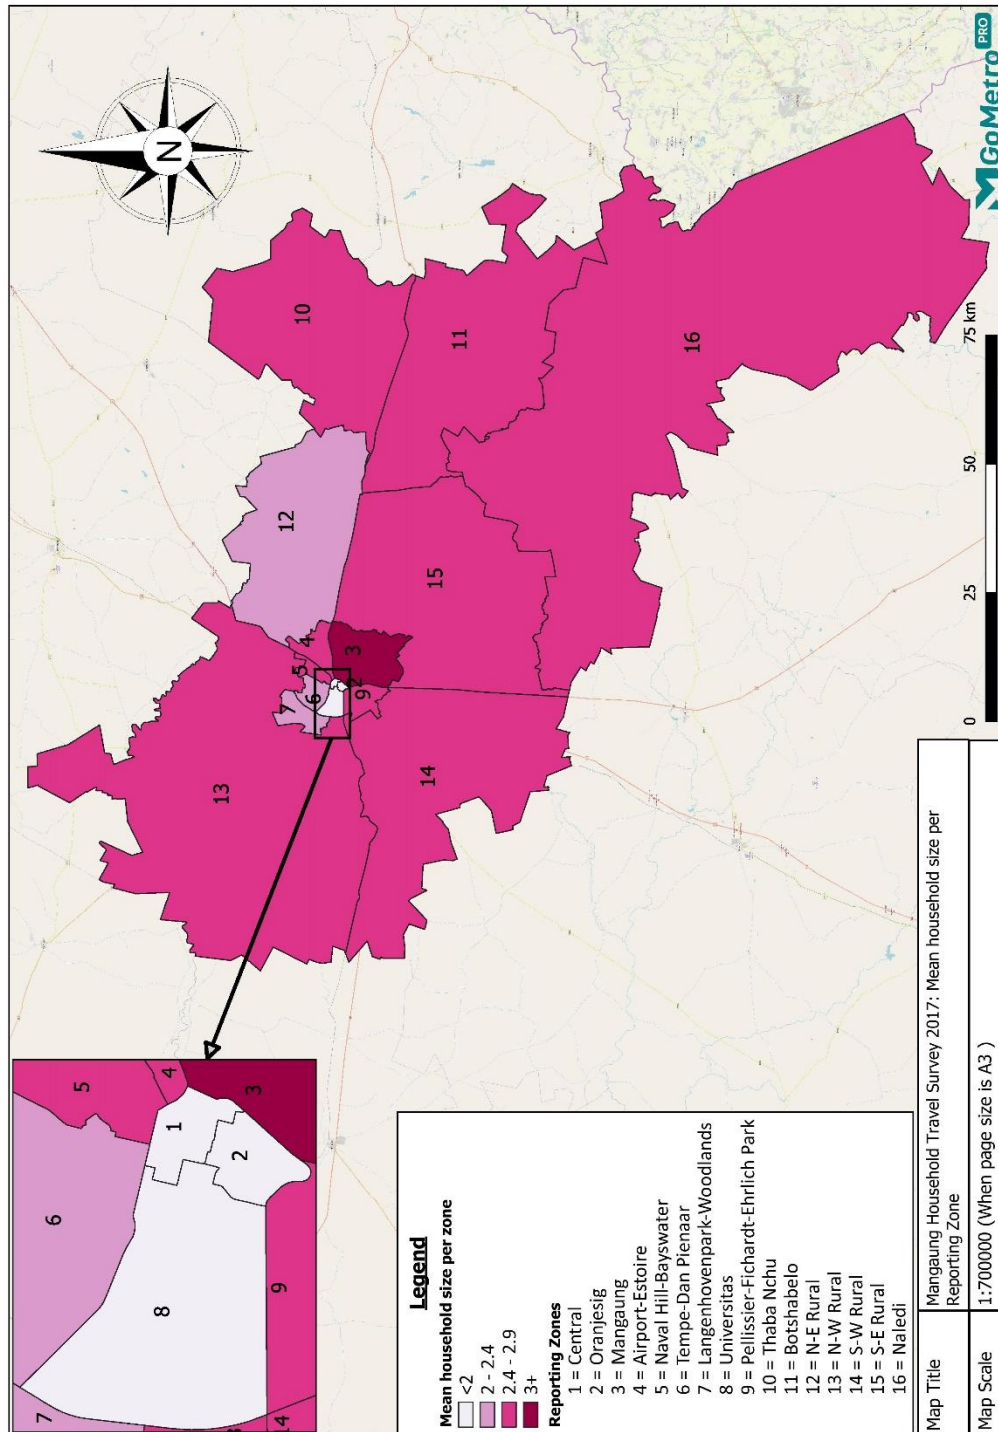 N
10
11
12
13
14
15
16
3
4
5
6
7
2
9
5
4
3
1
2
6
8
7
9
14
Legend
Mean household size per zone
<2
2 - 2.4
2.4 - 2.9
3+
Reporting Zones
1 = Central
2 = Oranjesig
3 = Mangaung
4 = Airport-Estoire
5 = Naval Hill-Bayswater
6 = Tempe-Dan Pienaar
7 = Langenhovenpark-Woodlands
8 = Universitas
9 = Pellissier-Fichardt-Ehrlich Park
10 = Thaba Nchu
11 = Botshabelo
12 = N-E Rural
13 = N-W Rural
14 = S-W Rural
15 = S-E Rural
16 = Naledi
0 25 50 75 km
GoMetro PRO
Map Title
Mangaung Household Travel Survey 2017: Mean household size per
Reporting Zone
Map Scale
1:700000 (When page size is A3 )